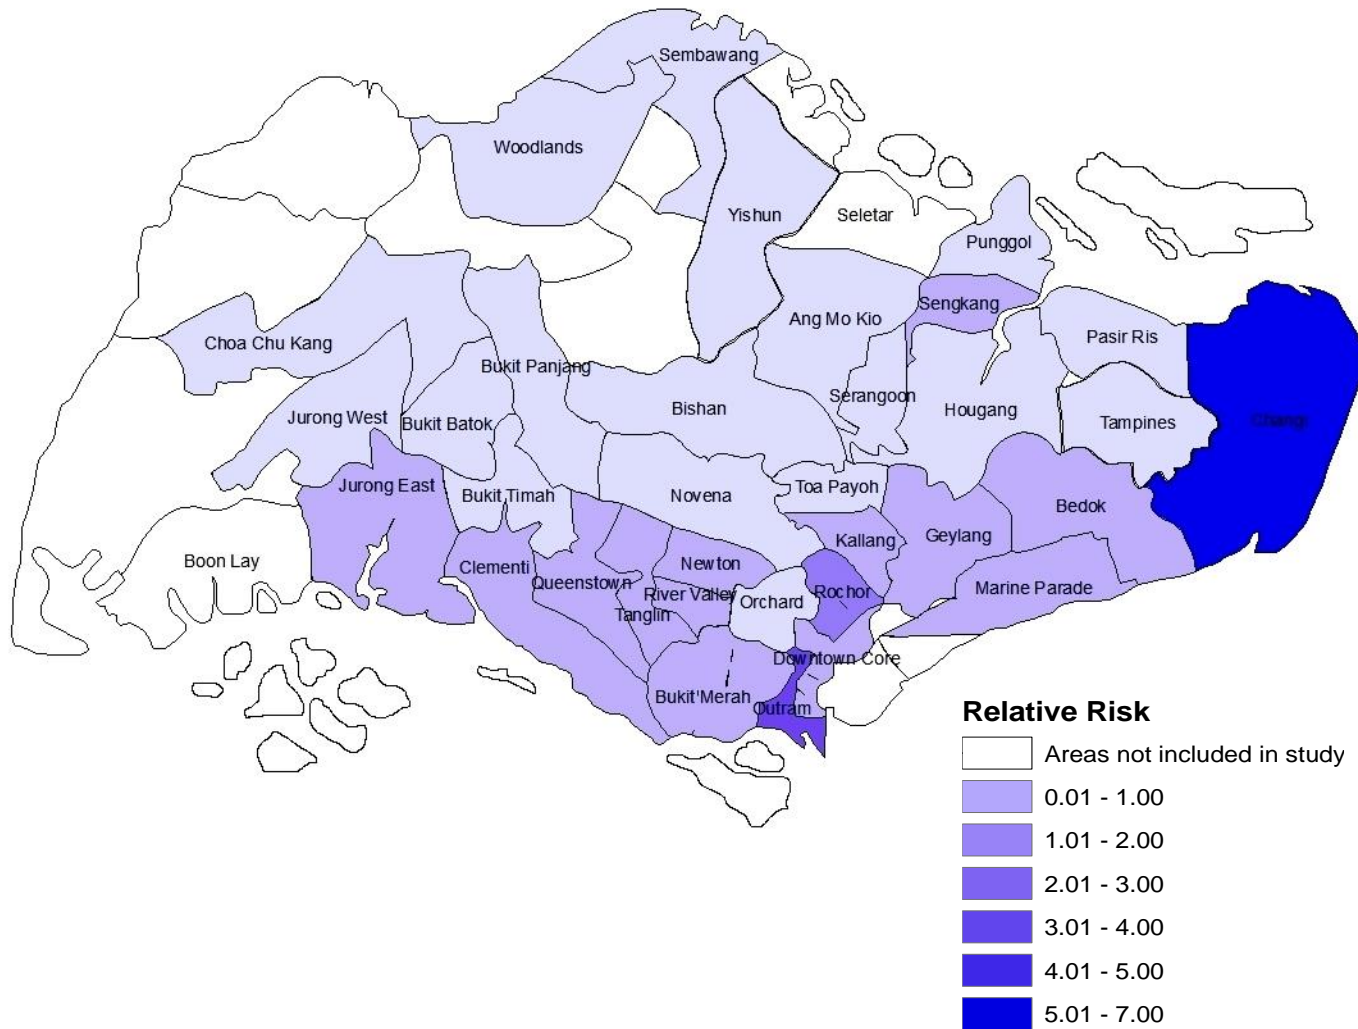 Sembawang
Woodlands
Yishun
Seletar
Punggol
Sengkang
Ang Mo Kio
Pasir Ris
Choa Chu Kang
Bukit Panjang
Serangoon
Bishan
Hougang
Tampines
Changi
Jurong West
Bukit Batok
Jurong East
Bukit Timah
Novena
Toa Payoh
Bedok
Boon Lay
Clementi
Queenstown
Newton
Kallang
Geylang
River Valley
Orchard
Rochor
Marine Parade
Tanglin
Downtown Core
Bukit Merah
Outram
Relative Risk
Areas not included in study
0.01 - 1.00
1.01 - 2.00
2.01 - 3.00
3.01 - 4.00
4.01 - 5.00
5.01 - 7.00